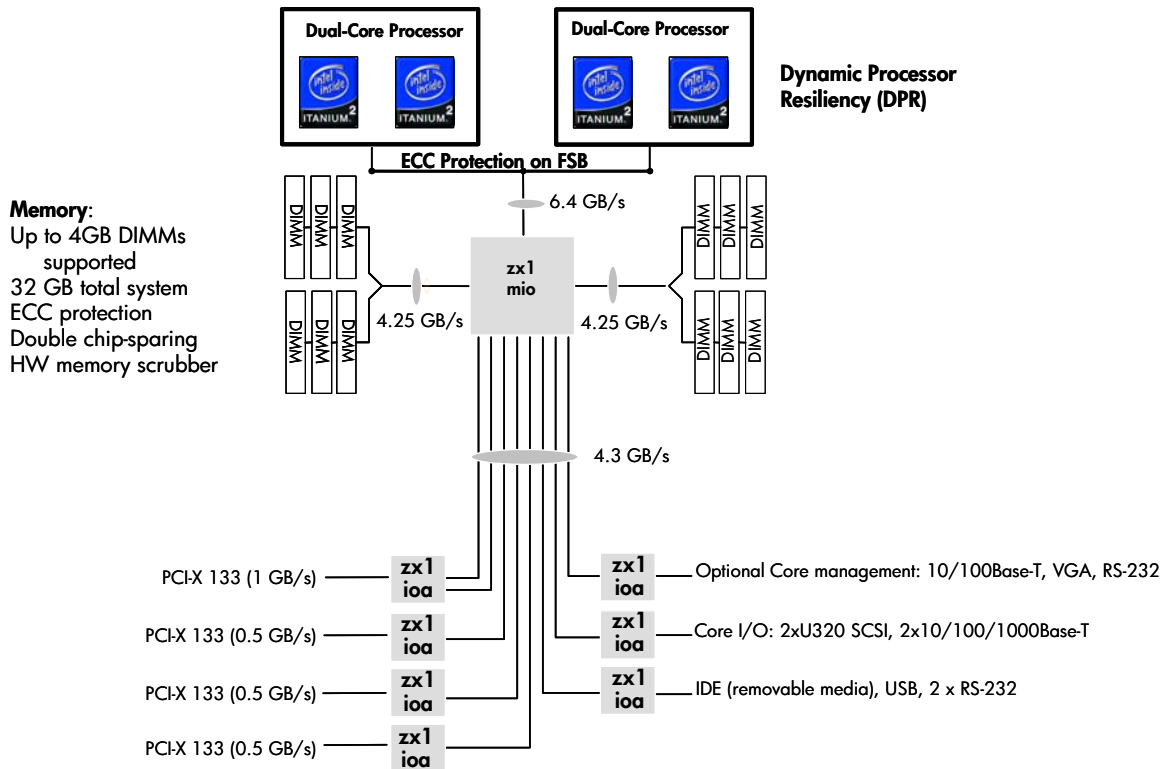 Dual-Core Processor
Dual-Core Processor
intel inside
ITANIUM 2
intel inside
ITANIUM 2
intel inside
ITANIUM 2
intel inside
ITANIUM 2
Dynamic Processor
Resiliency (DPR)
ECC Protection on FSB
6.4 GB/s
Memory:
Up to 4GB DIMMs
supported
32 GB total system
ECC protection
Double chip-sparing
HW memory scrubber
DIMM
DIMM
DIMM
DIMM
DIMM
DIMM
DIMM
DIMM
DIMM
DIMM
DIMM
DIMM
zx1
mio
4.25 GB/s
4.25 GB/s
4.3 GB/s
PCI-X 133 (1 GB/s)
zx1
ioa
zx1
ioa
Optional Core management: 10/100Base-T, VGA, RS-232
PCI-X 133 (0.5 GB/s)
zx1
ioa
zx1
ioa
Core I/O: 2xU320 SCSI, 2x10/100/1000Base-T
PCI-X 133 (0.5 GB/s)
zx1
ioa
zx1
ioa
IDE (removable media), USB, 2 x RS-232
PCI-X 133 (0.5 GB/s)
zx1
ioa